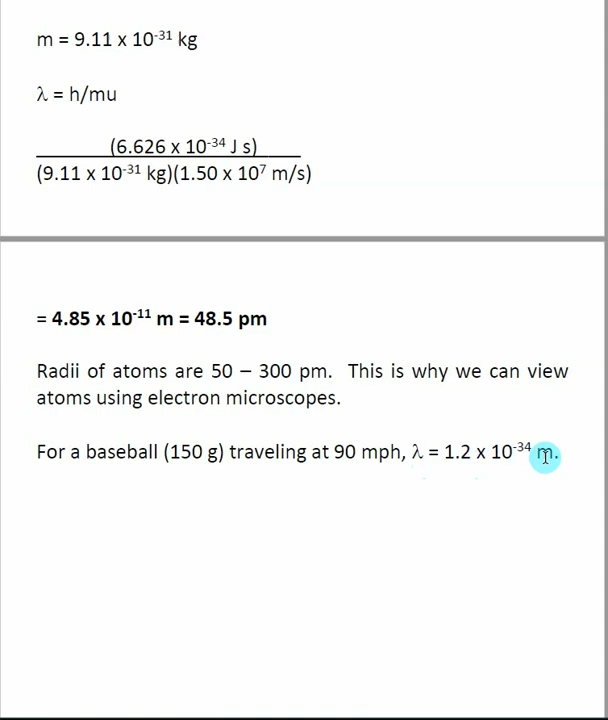 m = 9.11 x 10⁻³¹ kg
λ = h/mu
(6.626 x 10⁻³⁴ J s)
(9.11 x 10⁻³¹ kg)(1.50 x 10⁷ m/s)
= 4.85 x 10⁻¹¹ m = 48.5 pm
Radii of atoms are 50 – 300 pm. This is why we can view
atoms using electron microscopes.
For a baseball (150 g) traveling at 90 mph, λ = 1.2 x 10⁻³⁴ m.